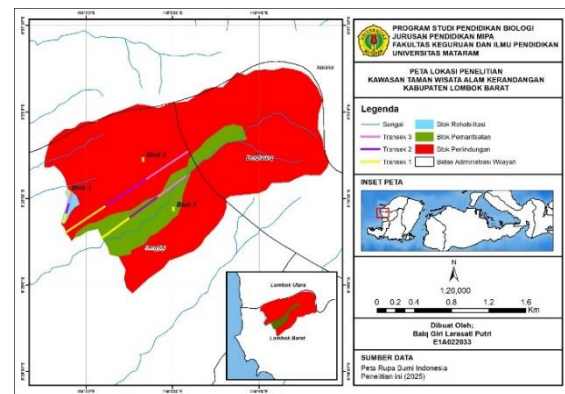 PROGRAM STUDI PENDIDIKAN BIOLOGI
JURUSAN PENDIDIKAN MIPA
FAKULTAS KEGURUAN DAN ILMU PENDIDIKAN
UNIVERSITAS MATARAM
PETA LOKASI PENELITIAN
KAWASAN TAMAN WISATA ALAM KERANDANGAN
KABUPATEN LOMBOK BARAT
Legenda
Sungai
Transek 3
Transek 2
Transek 1
Blok Rehabilitasi
Blok Pemanfaatan
Blok Perlindungan
Batas Administrasi Wilayah
INSET PETA
N
1:20,000
0 0.2 0.4 0.8 1.2 1.6
Km
Dibuat Oleh;
Baiq Giri Larasati Putri
E1A022033
SUMBER DATA
Peta Rupa Bumi Indonesia
Penelitian ini (2025)
Malaka
Blok 1
Senggigi
Lombok Utara
Lombok Barat